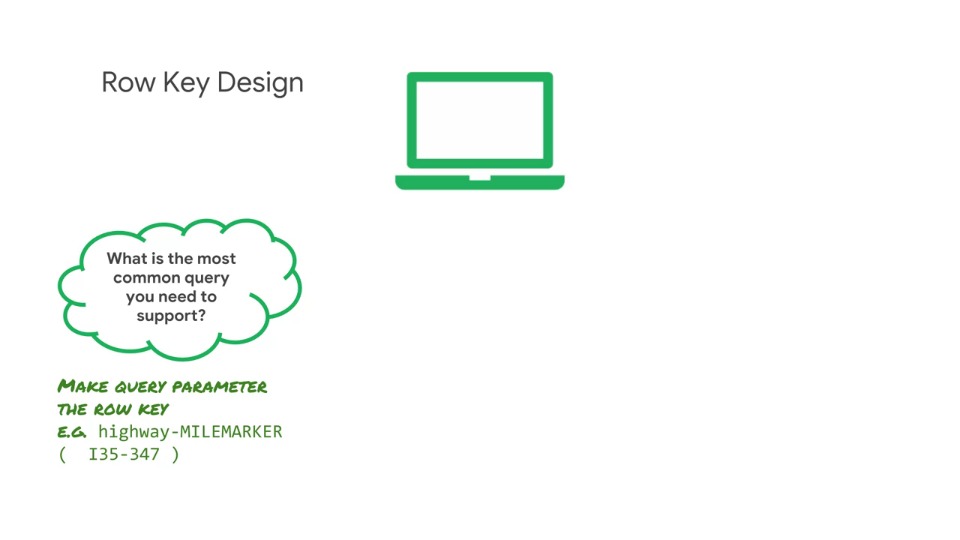 Row Key Design
What is the most
common query
you need to
support?
MAKE QUERY PARAMETER
THE ROW KEY
E.G. highway-MILEMARKER
( I35-347 )